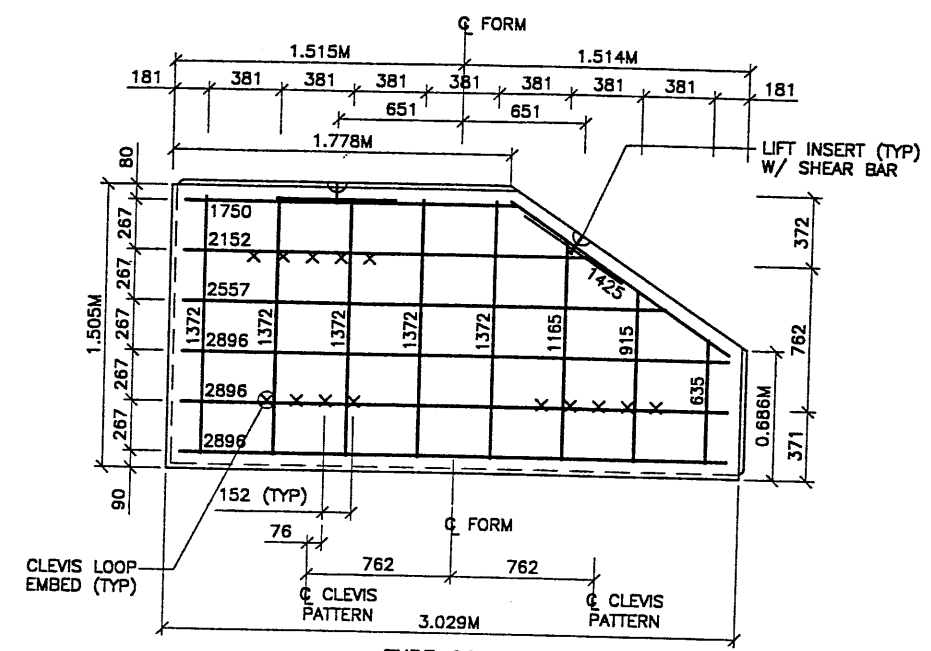 ℄ FORM
1.515M
1.514M
181
381
381
381
381
381
381
381
181
651
651
1.778M
LIFT INSERT (TYP)
W/ SHEAR BAR
80
267
267
267
267
267
90
1.505M
1750
2152
2557
2896
2896
2896
1372
1372
1372
1372
1372
1165
915
635
1425
372
762
371
0.686M
152 (TYP)
76
℄ FORM
762
762
CLEVIS LOOP
EMBED (TYP)
℄ CLEVIS
PATTERN
℄ CLEVIS
PATTERN
3.029M